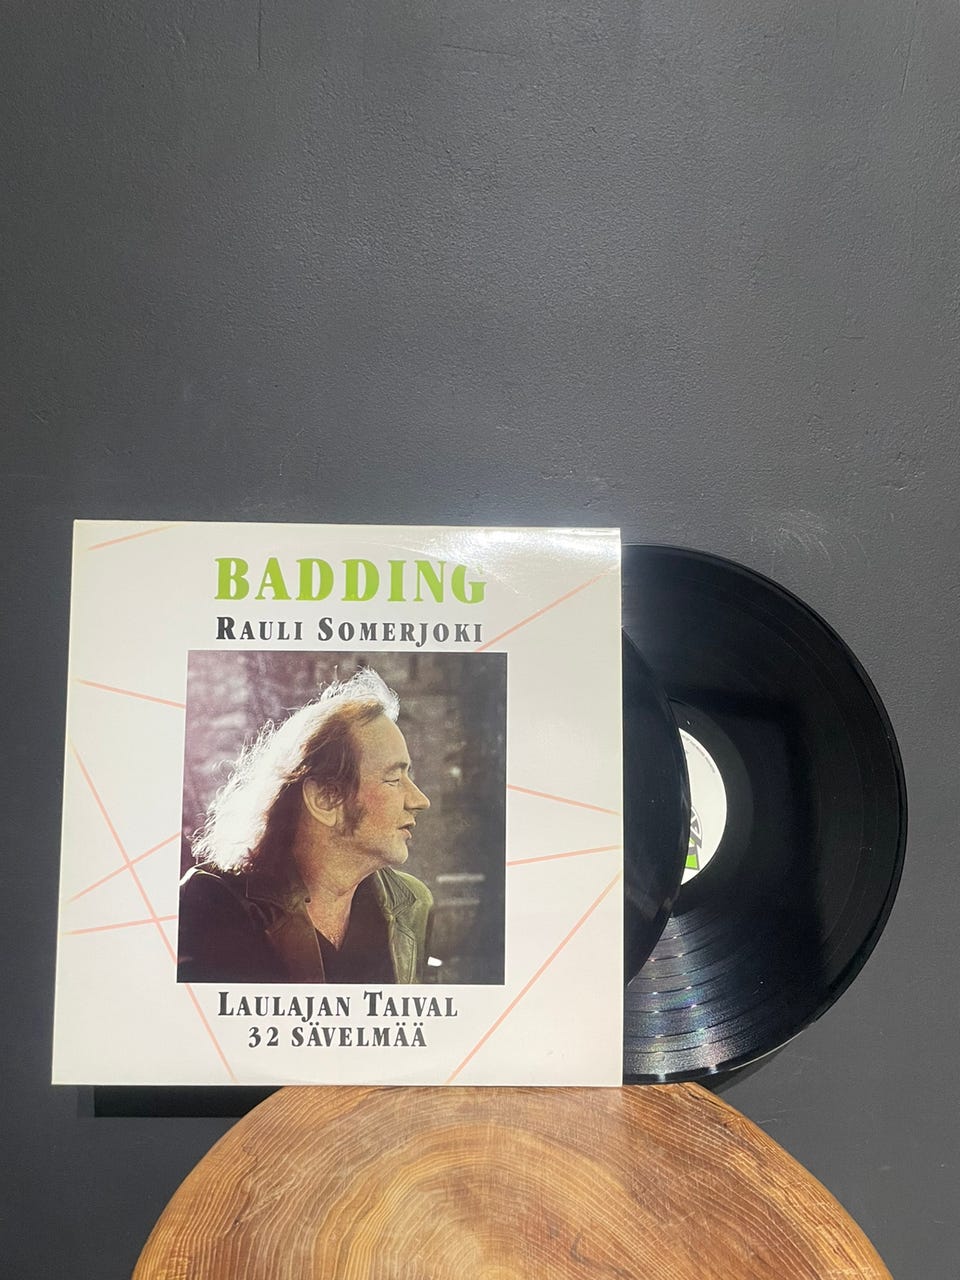 BADDING
RAULI SOMERJOKI
LAULAJAN TAIVAL
32 SÄVELMÄÄ